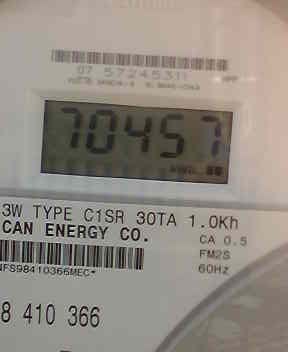 07 57245311
70457
3W TYPE C1SR 30TA 1.0Kh
CAN ENERGY CO.
CA 0.5
FM2S
60Hz
NFS98410366MEC*
8 410 366